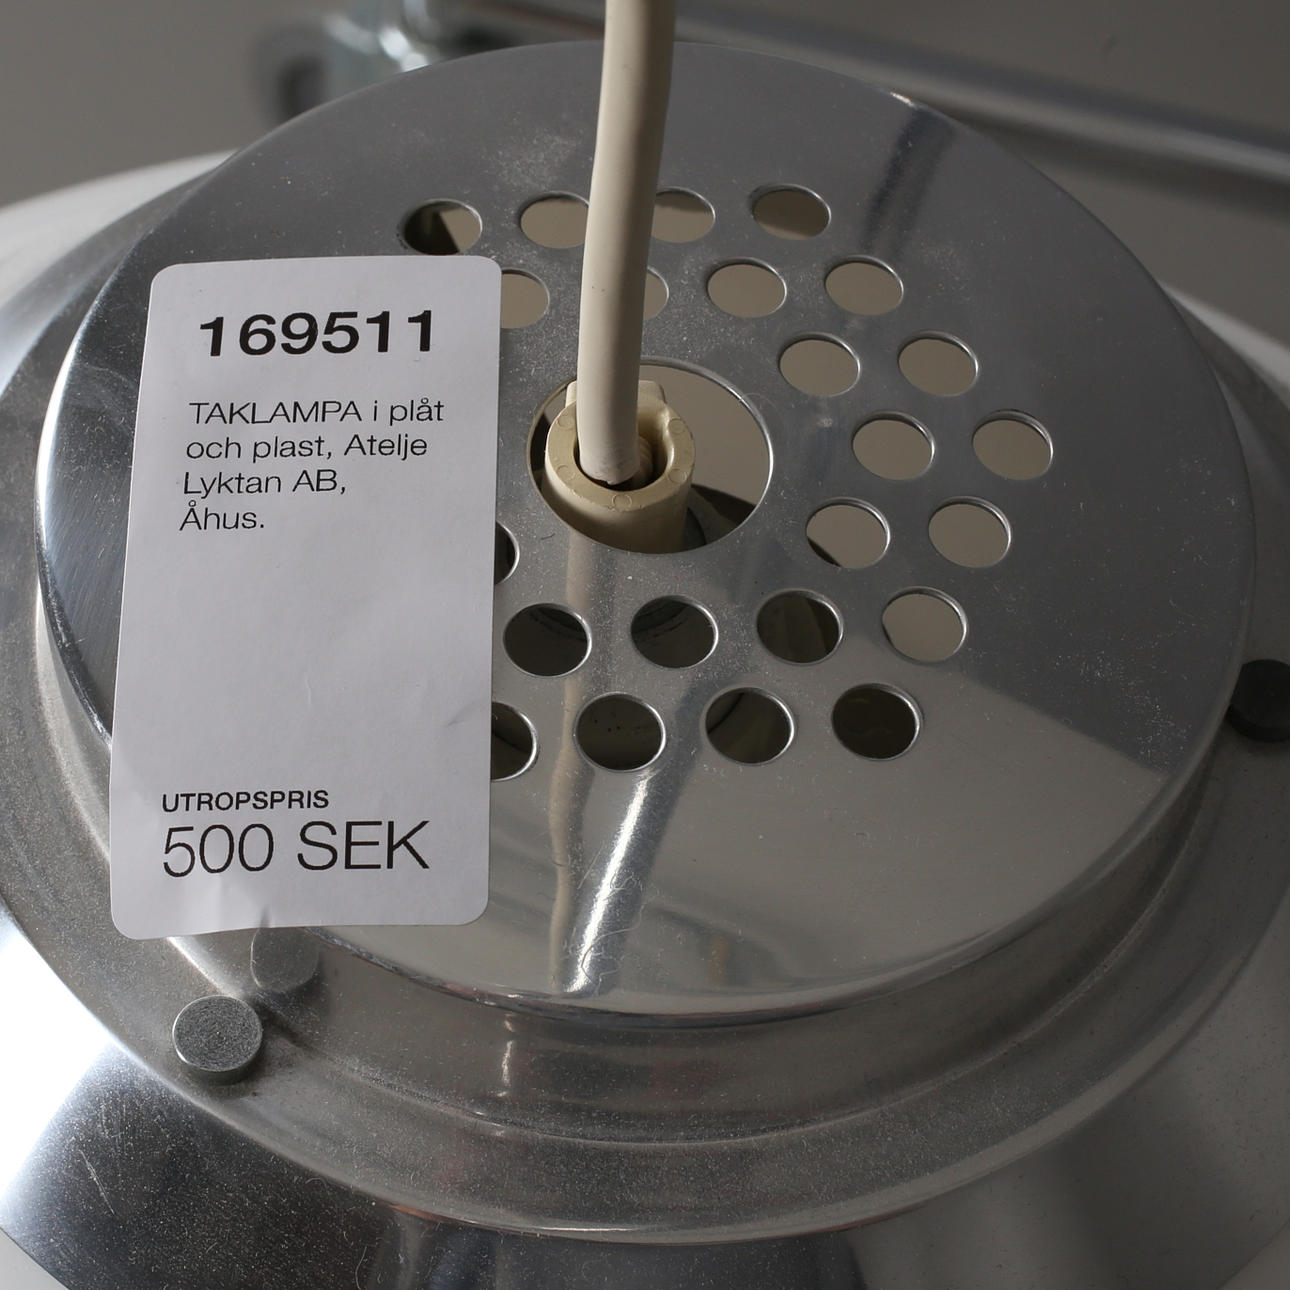 169511
TAKLAMPA i plåt
och plast, Atelje
Lyktan AB,
Åhus.
UTROPSPRIS
500 SEK